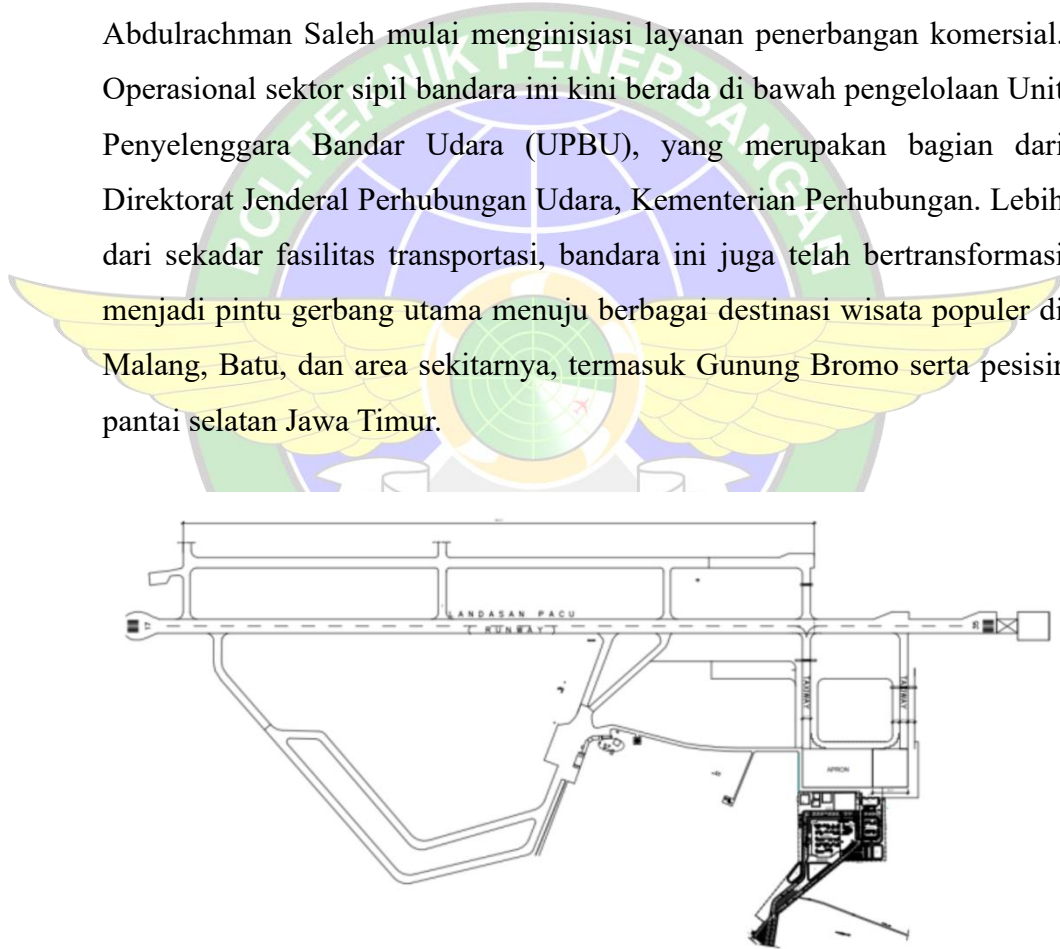 Abdulrachman Saleh mulai menginisiasi layanan penerbangan komersial.
Operasional sektor sipil bandara ini kini berada di bawah pengelolaan Unit
Penyelenggara Bandar Udara (UPBU), yang merupakan bagian dari
Direktorat Jenderal Perhubungan Udara, Kementerian Perhubungan. Lebih
dari sekadar fasilitas transportasi, bandara ini juga telah bertransformasi
menjadi pintu gerbang utama menuju berbagai destinasi wisata populer di
Malang, Batu, dan area sekitarnya, termasuk Gunung Bromo serta pesisir
pantai selatan Jawa Timur.
POLITEKNIK PENERBANGAN
LANDASAN PACU
17
( RUNWAY )
35
TAXIWAY
TAXIWAY
APRON